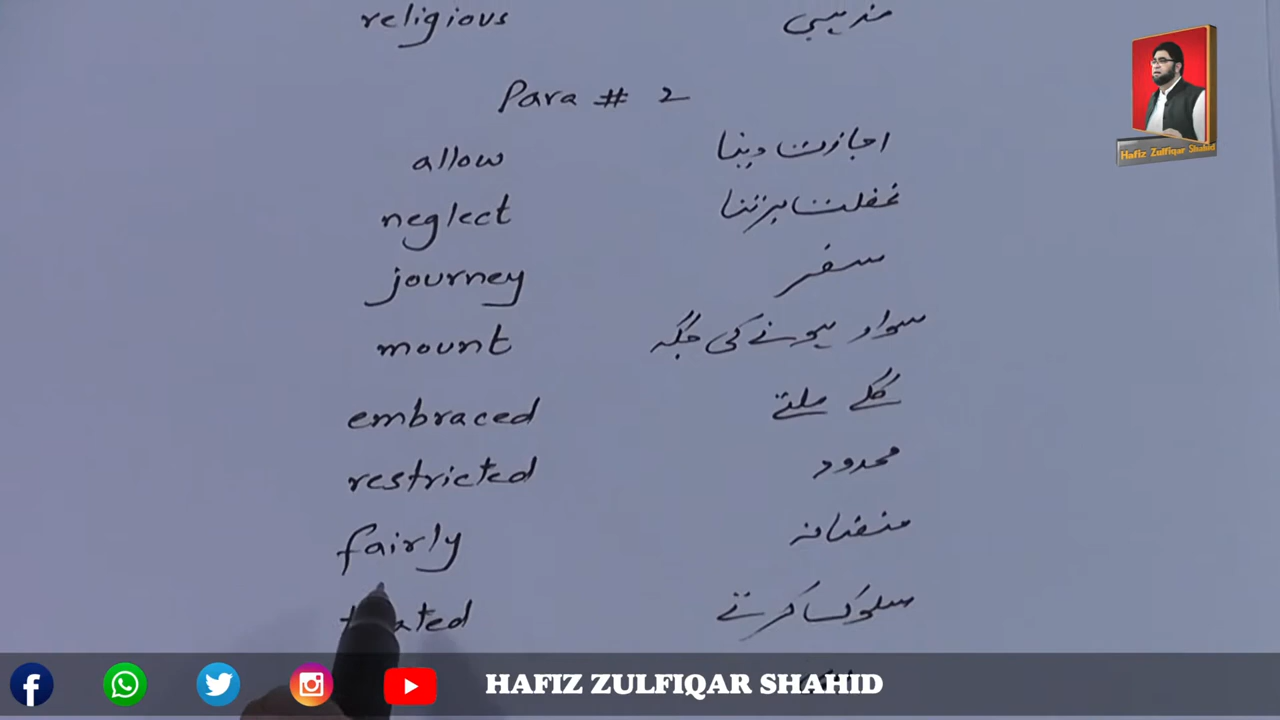 religious مذہبی
Para # 2
allow اجازت دینا
neglect غفلت برتنا
journey سفر
mount سوار ہونے کی جگہ
embraced گلے ملتے
restricted محدود
fairly منصفانہ
سلوک کرتے
Hafiz Zulfiqar Shahid
HAFIZ ZULFIQAR SHAHID